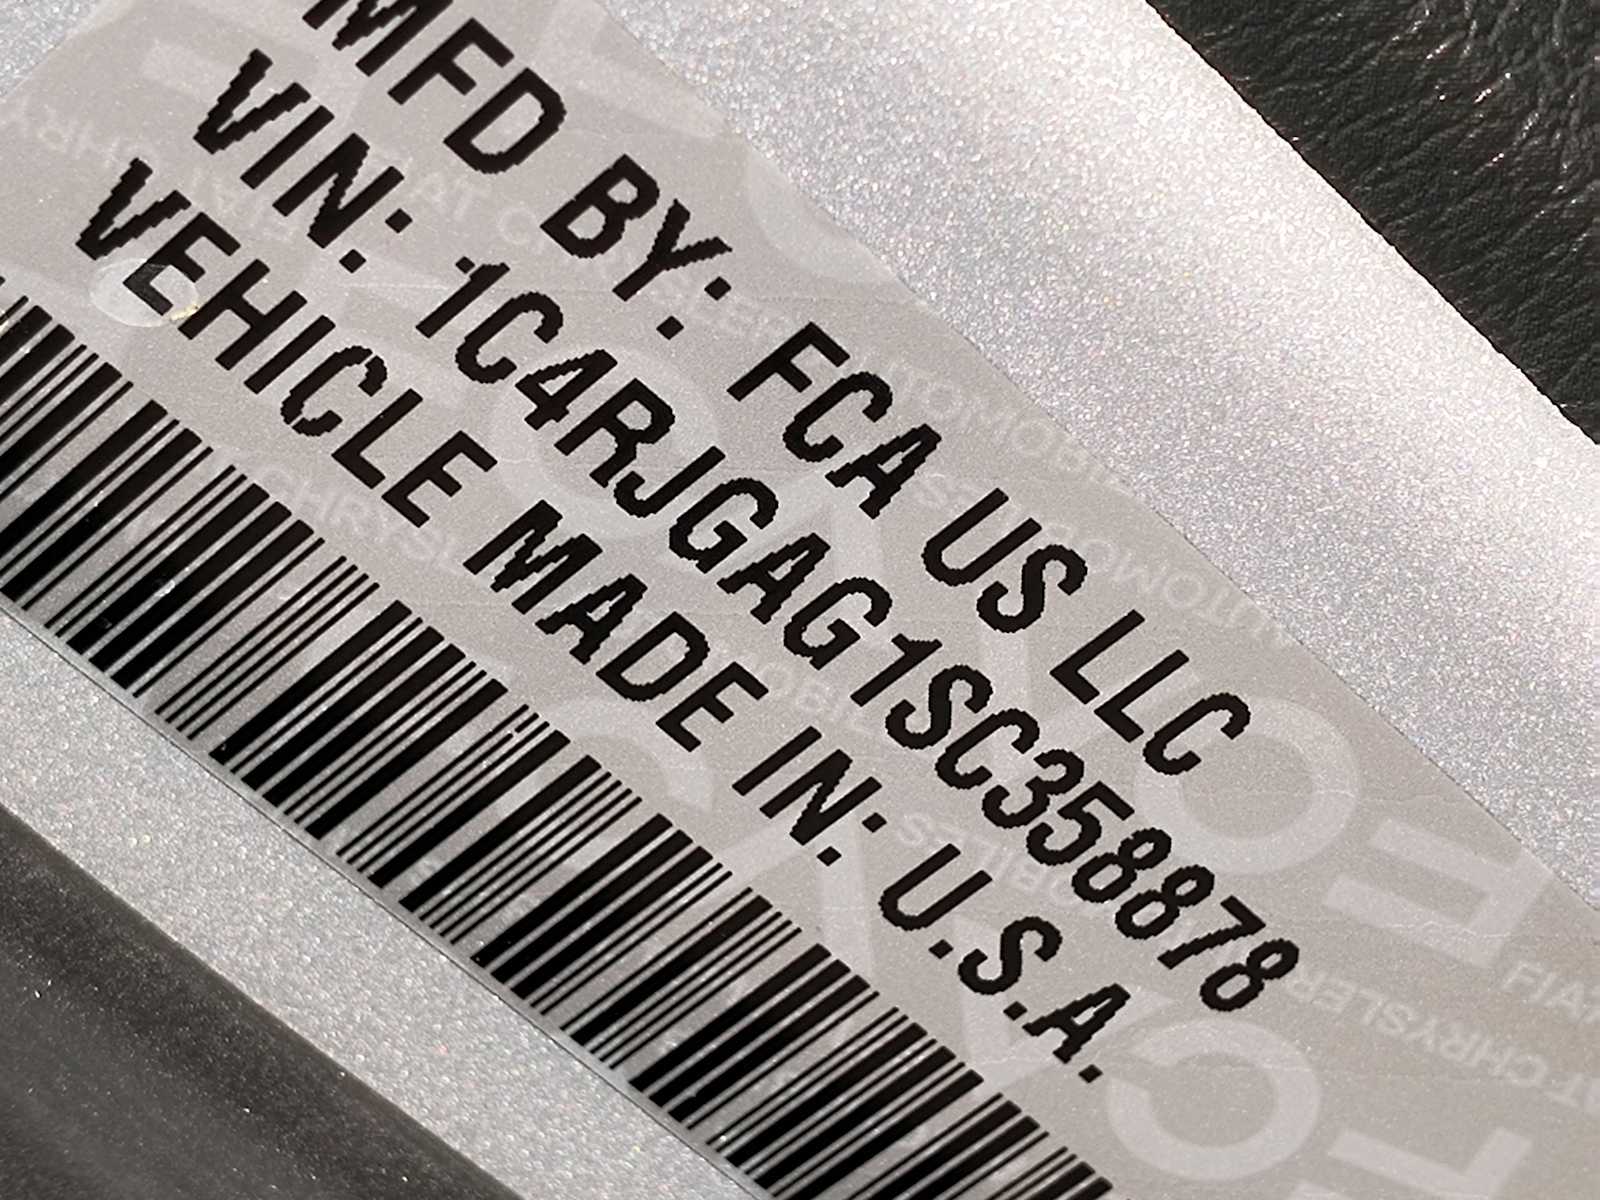 MFD BY: FCA US LLC
VIN: 1C4RJGAG1SC358878
VEHICLE MADE IN: U.S.A.